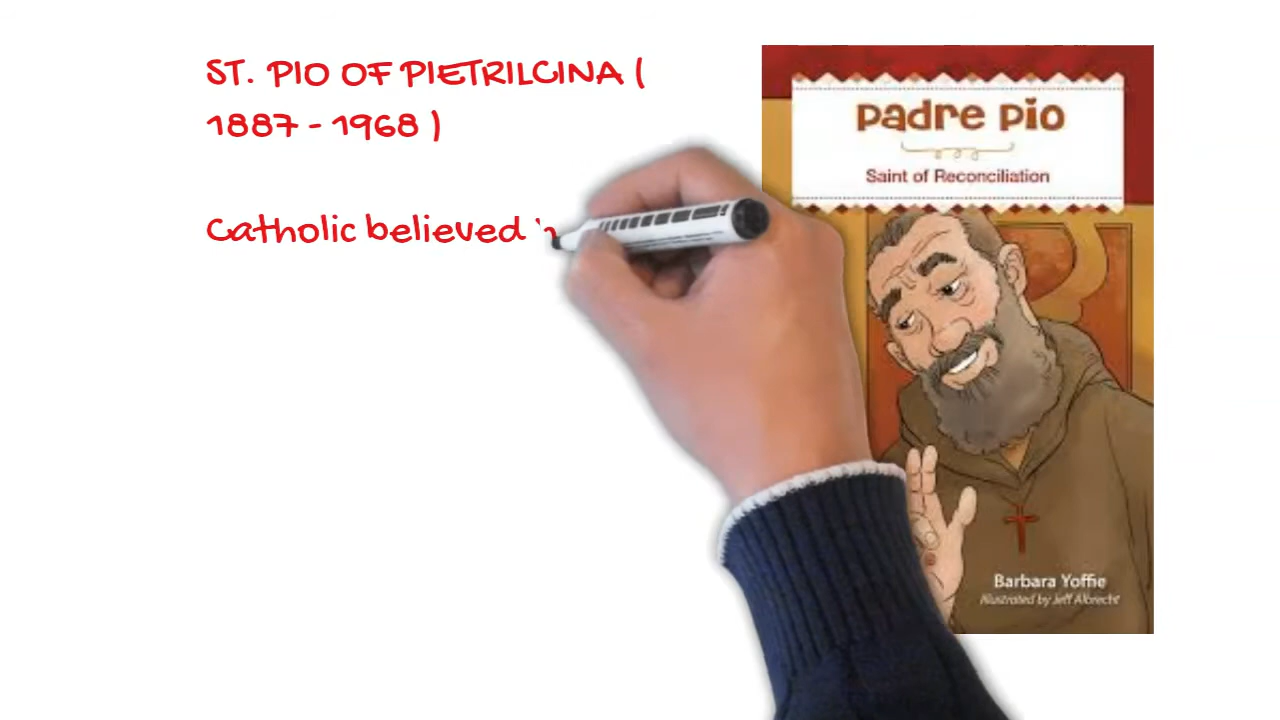 ST. PIO OF PIETRILCINA (
1887 - 1968 )
Catholic believed
Padre Pio
Saint of Reconciliation
Barbara Yoffie
Illustrated by Jeff Albrecht